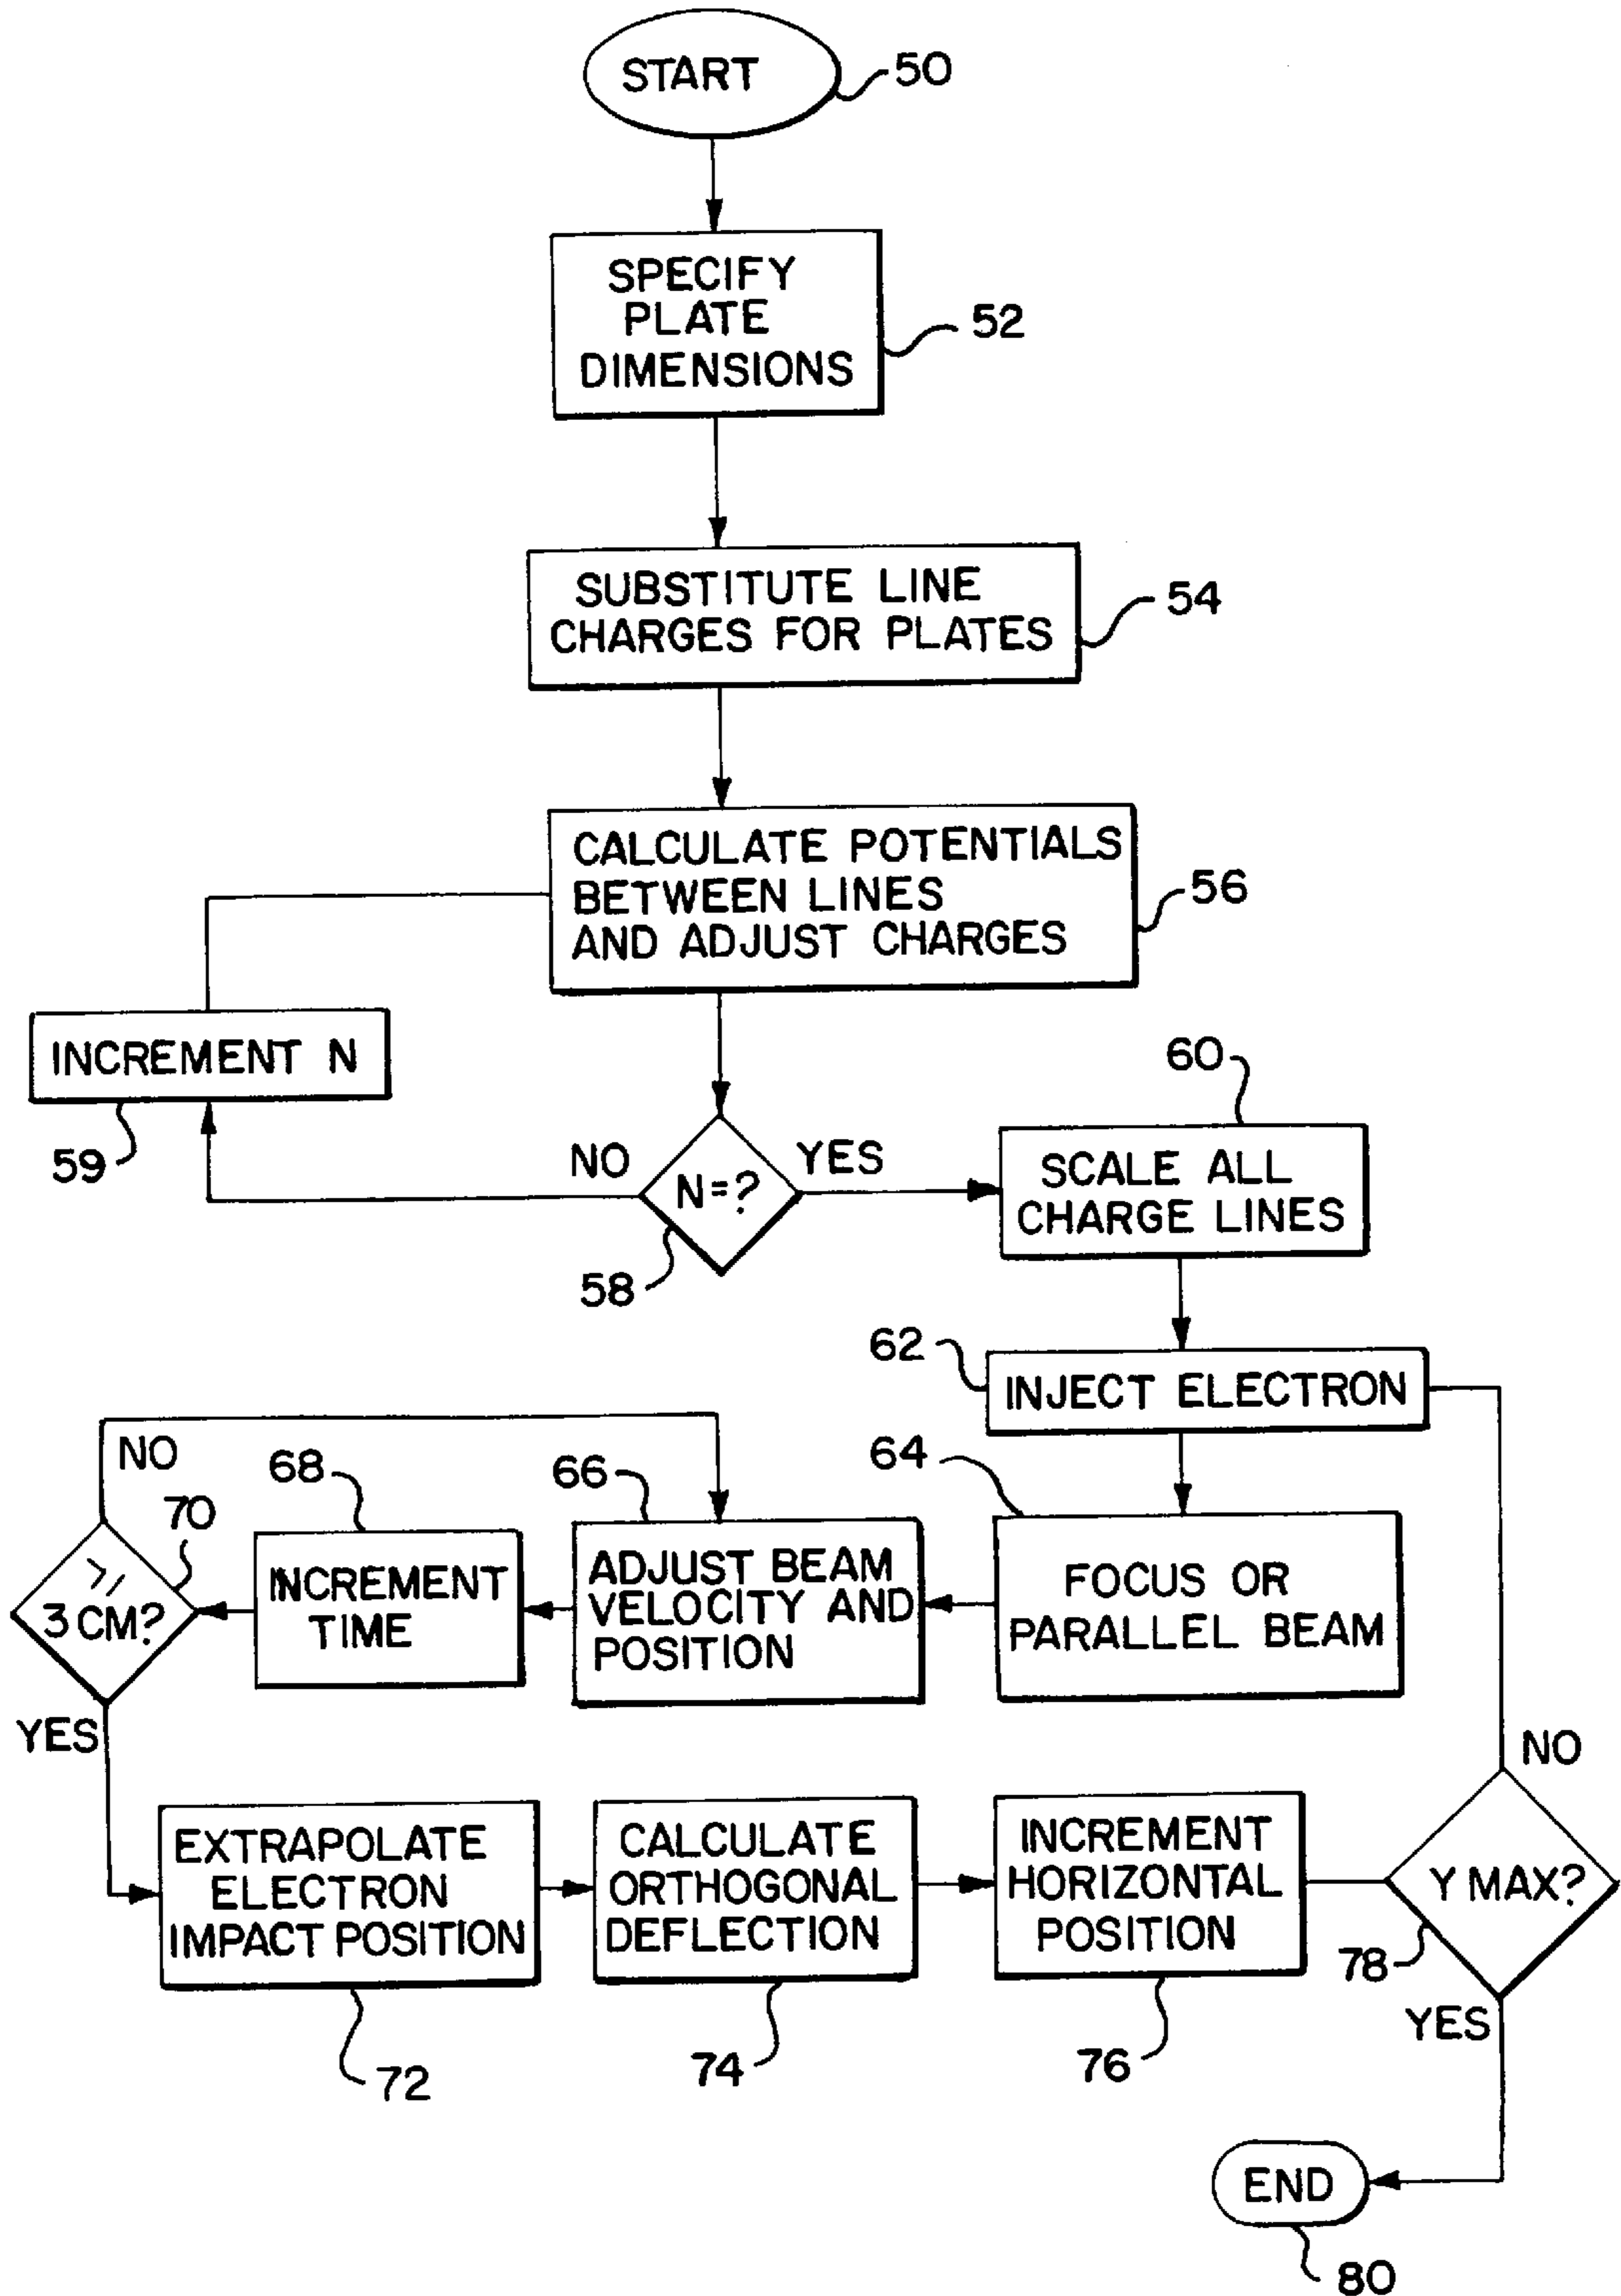 START
50
SPECIFY
PLATE
DIMENSIONS
52
SUBSTITUTE LINE
CHARGES FOR PLATES
54
CALCULATE POTENTIALS
BETWEEN LINES
AND ADJUST CHARGES
56
INCREMENT N
59
NO
N=?
YES
58
60
SCALE ALL
CHARGE LINES
62
INJECT ELECTRON
64
FOCUS OR
PARALLEL BEAM
66
ADJUST BEAM
VELOCITY AND
POSITION
68
INCREMENT
TIME
NO
70
≥
3 CM?
YES
EXTRAPOLATE
ELECTRON
IMPACT POSITION
72
CALCULATE
ORTHOGONAL
DEFLECTION
74
INCREMENT
HORIZONTAL
POSITION
76
NO
Y MAX?
78
YES
END
80